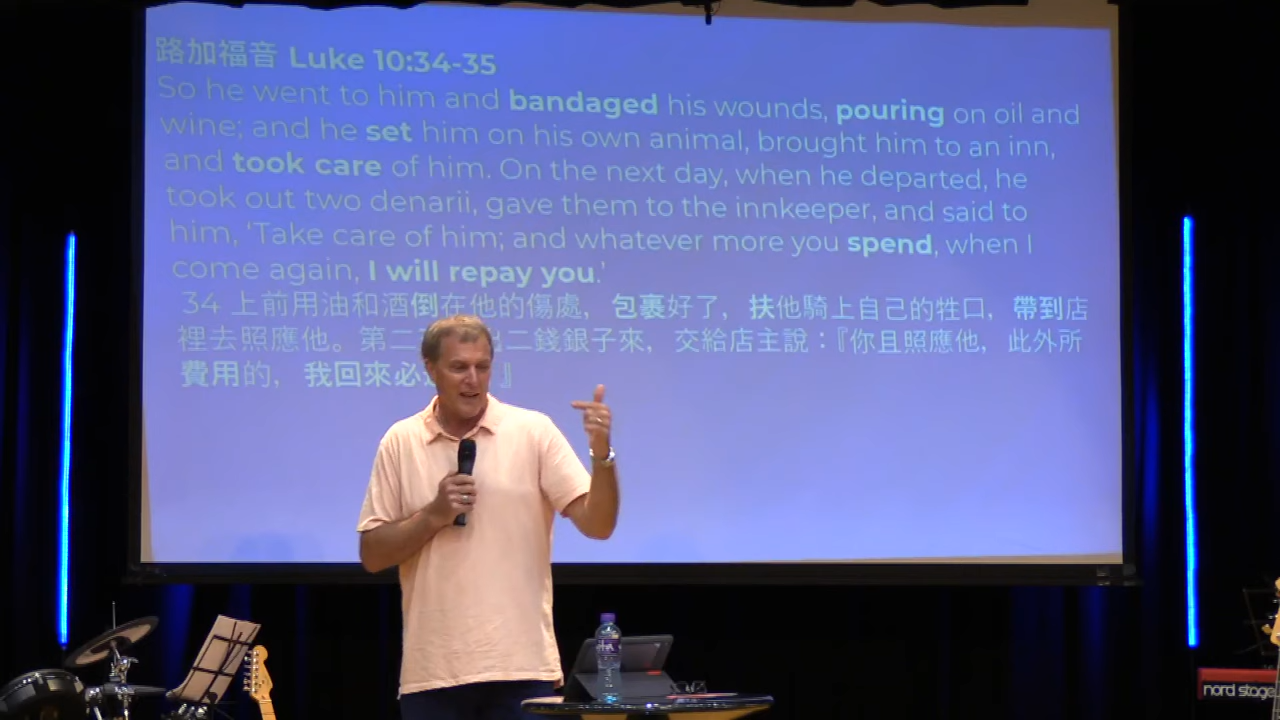 路加福音 Luke 10:34-35
So he went to him and bandaged his wounds, pouring on oil and
wine; and he set him on his own animal, brought him to an inn,
and took care of him. On the next day, when he departed, he
took out two denarii, gave them to the innkeeper, and said to
him, ‘Take care of him; and whatever more you spend, when I
come again, I will repay you.’
34 上前用油和酒倒在他的傷處，包裹好了，扶他騎上自己的牲口，帶到店
裡去照應他。第二 二錢銀子來，交給店主說：『你且照應他，此外所
費用的，我回來必 』
nord stage